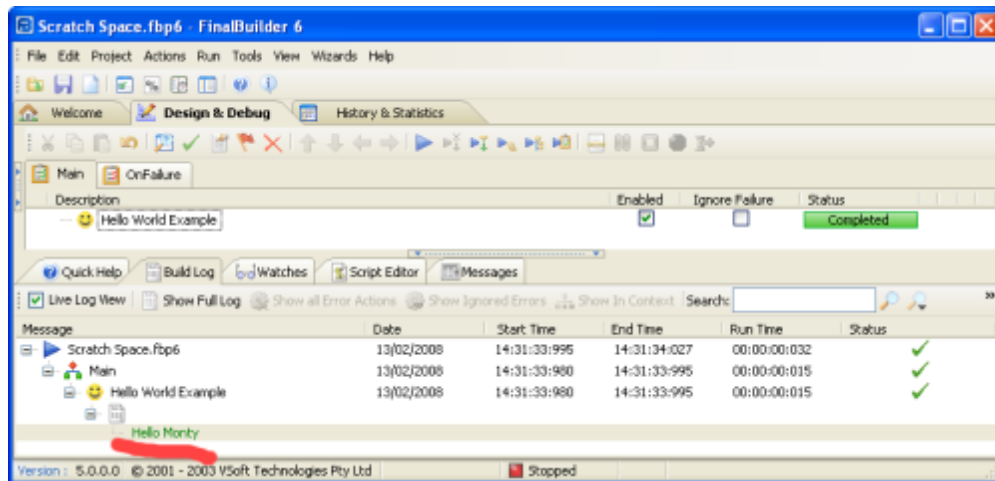 Scratch Space.fbp6 - FinalBuilder 6
File Edit Project Actions Run Tools View Wizards Help
Welcome Design & Debug History & Statistics
Main OnFailure
Description Enabled Ignore Failure Status
Hello World Example Completed
Quick Help Build Log Watches Script Editor Messages
Live Log View Show Full Log Show all Error Actions Show Ignored Errors Show In Context Search:
Message Date Start Time End Time Run Time Status
Scratch Space.fbp6 13/02/2008 14:31:33:995 14:31:34:027 00:00:00:032
Main 13/02/2008 14:31:33:980 14:31:33:995 00:00:00:015
Hello World Example 13/02/2008 14:31:33:980 14:31:33:995 00:00:00:015
Hello Monty
Version : 5.0.0.0 © 2001 - 2003 VSoft Technologies Pty Ltd Stopped